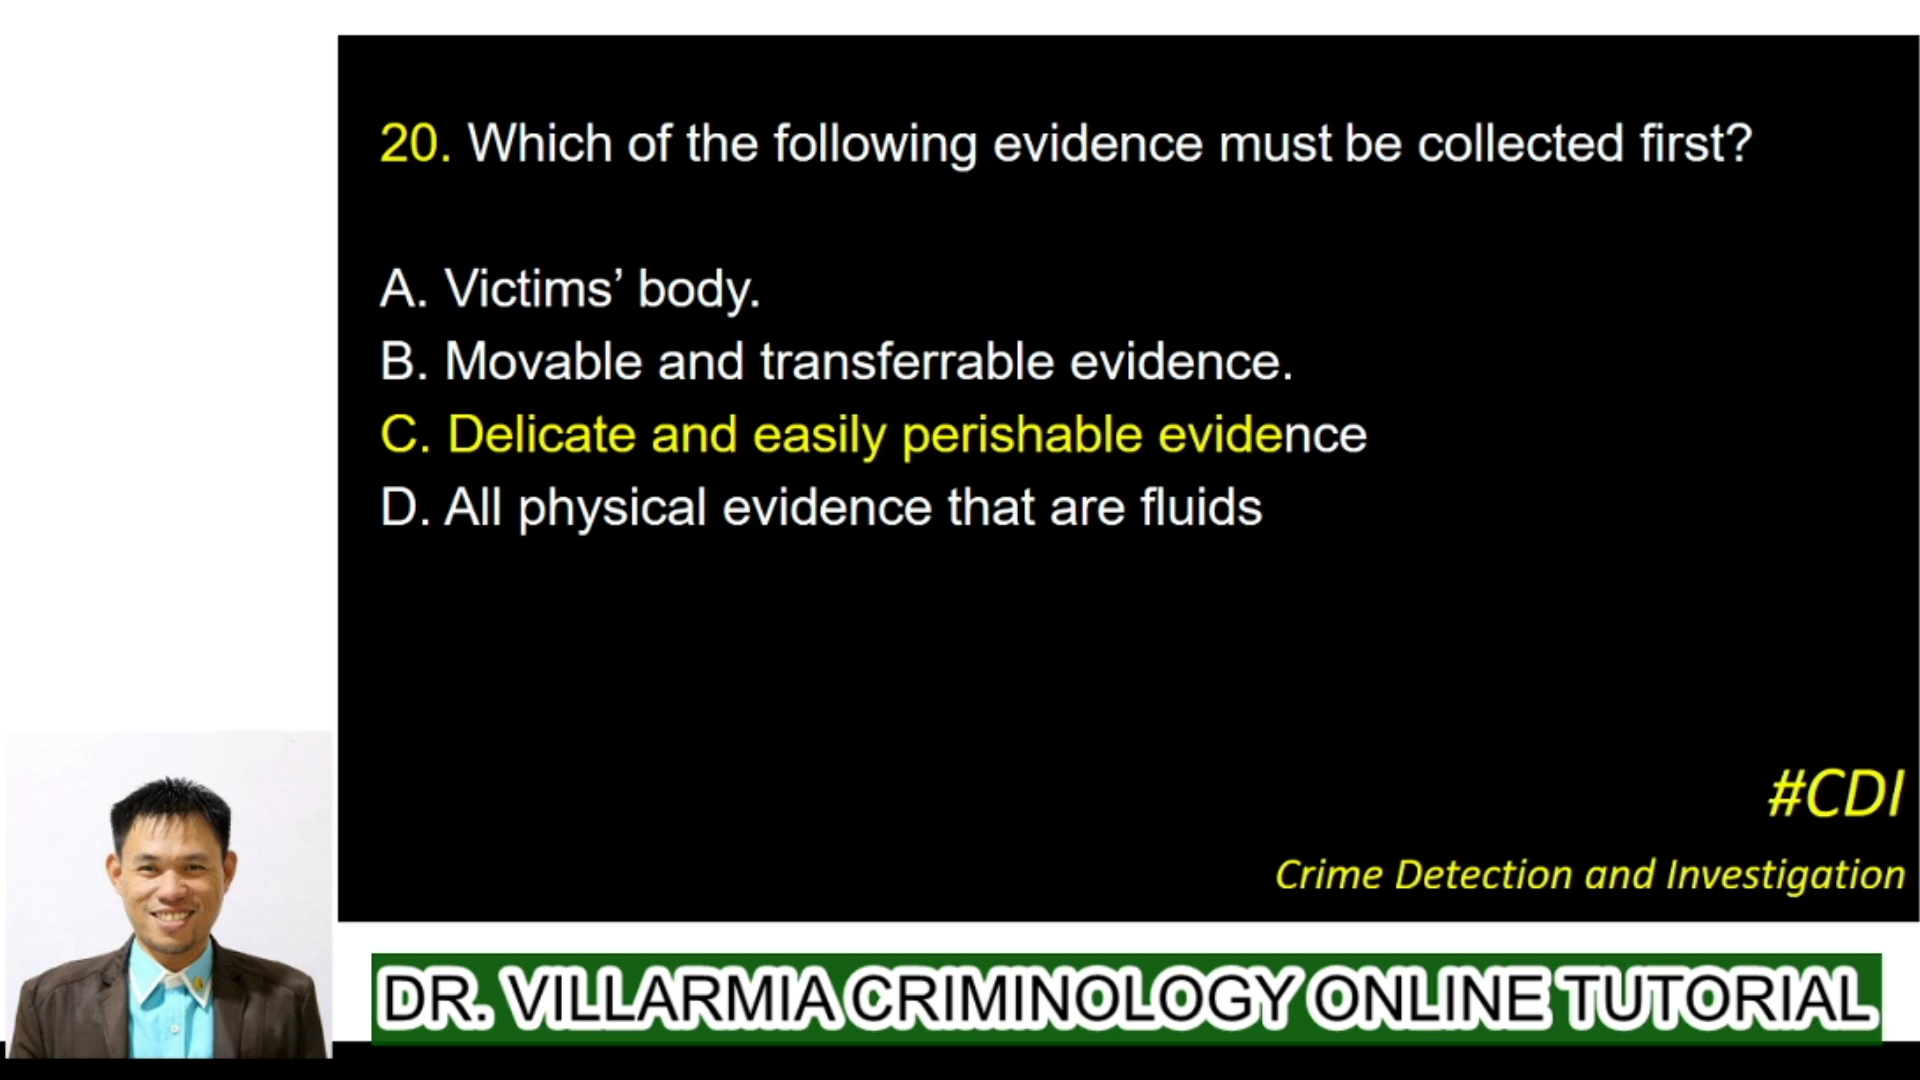 20. Which of the following evidence must be collected first?
A. Victims’ body.
B. Movable and transferrable evidence.
C. Delicate and easily perishable evidence
D. All physical evidence that are fluids
#CDI
Crime Detection and Investigation
DR. VILLARMIA CRIMINOLOGY ONLINE TUTORIAL